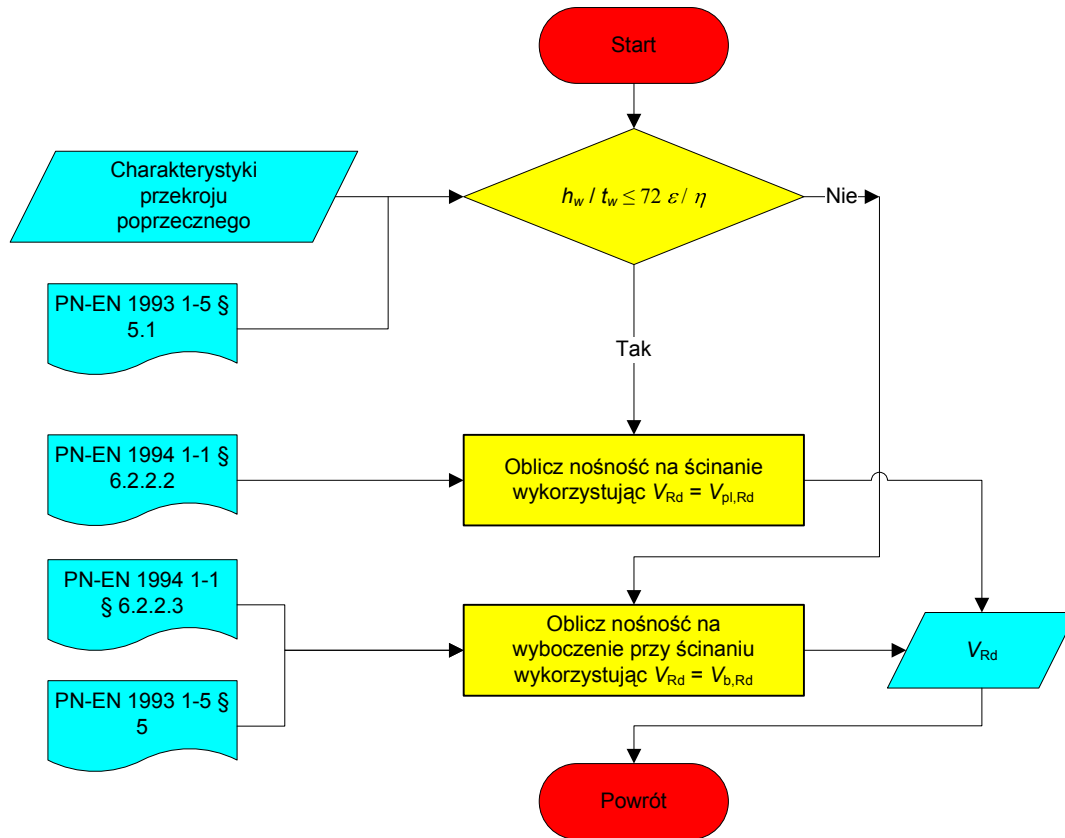 Start
Charakterystyki
przekroju
poprzecznego
h_w / t_w ≤ 72 ε / η
Nie
PN-EN 1993 1-5 §
5.1
Tak
PN-EN 1994 1-1 §
6.2.2.2
Oblicz nośność na ścinanie
wykorzystując V_Rd = V_pl,Rd
PN-EN 1994 1-1
§ 6.2.2.3
Oblicz nośność na
wyboczenie przy ścinaniu
wykorzystując V_Rd = V_b,Rd
V_Rd
PN-EN 1993 1-5 §
5
Powrót